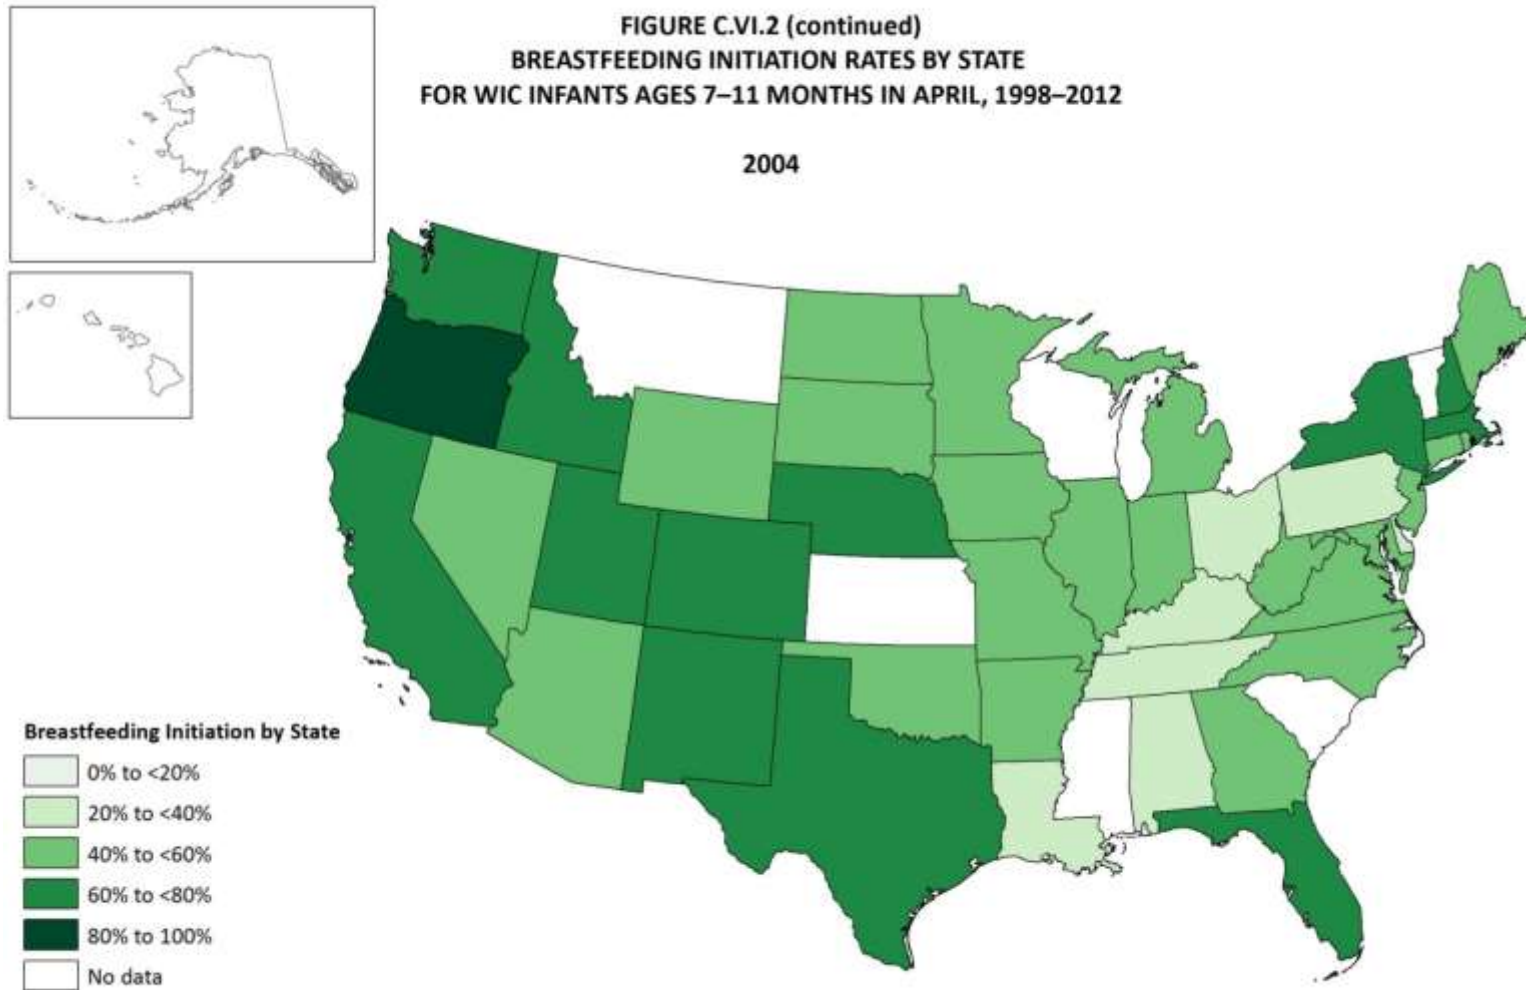 FIGURE C.VI.2 (continued)
BREASTFEEDING INITIATION RATES BY STATE
FOR WIC INFANTS AGES 7–11 MONTHS IN APRIL, 1998–2012
2004
Breastfeeding Initiation by State
0% to <20%
20% to <40%
40% to <60%
60% to <80%
80% to 100%
No data